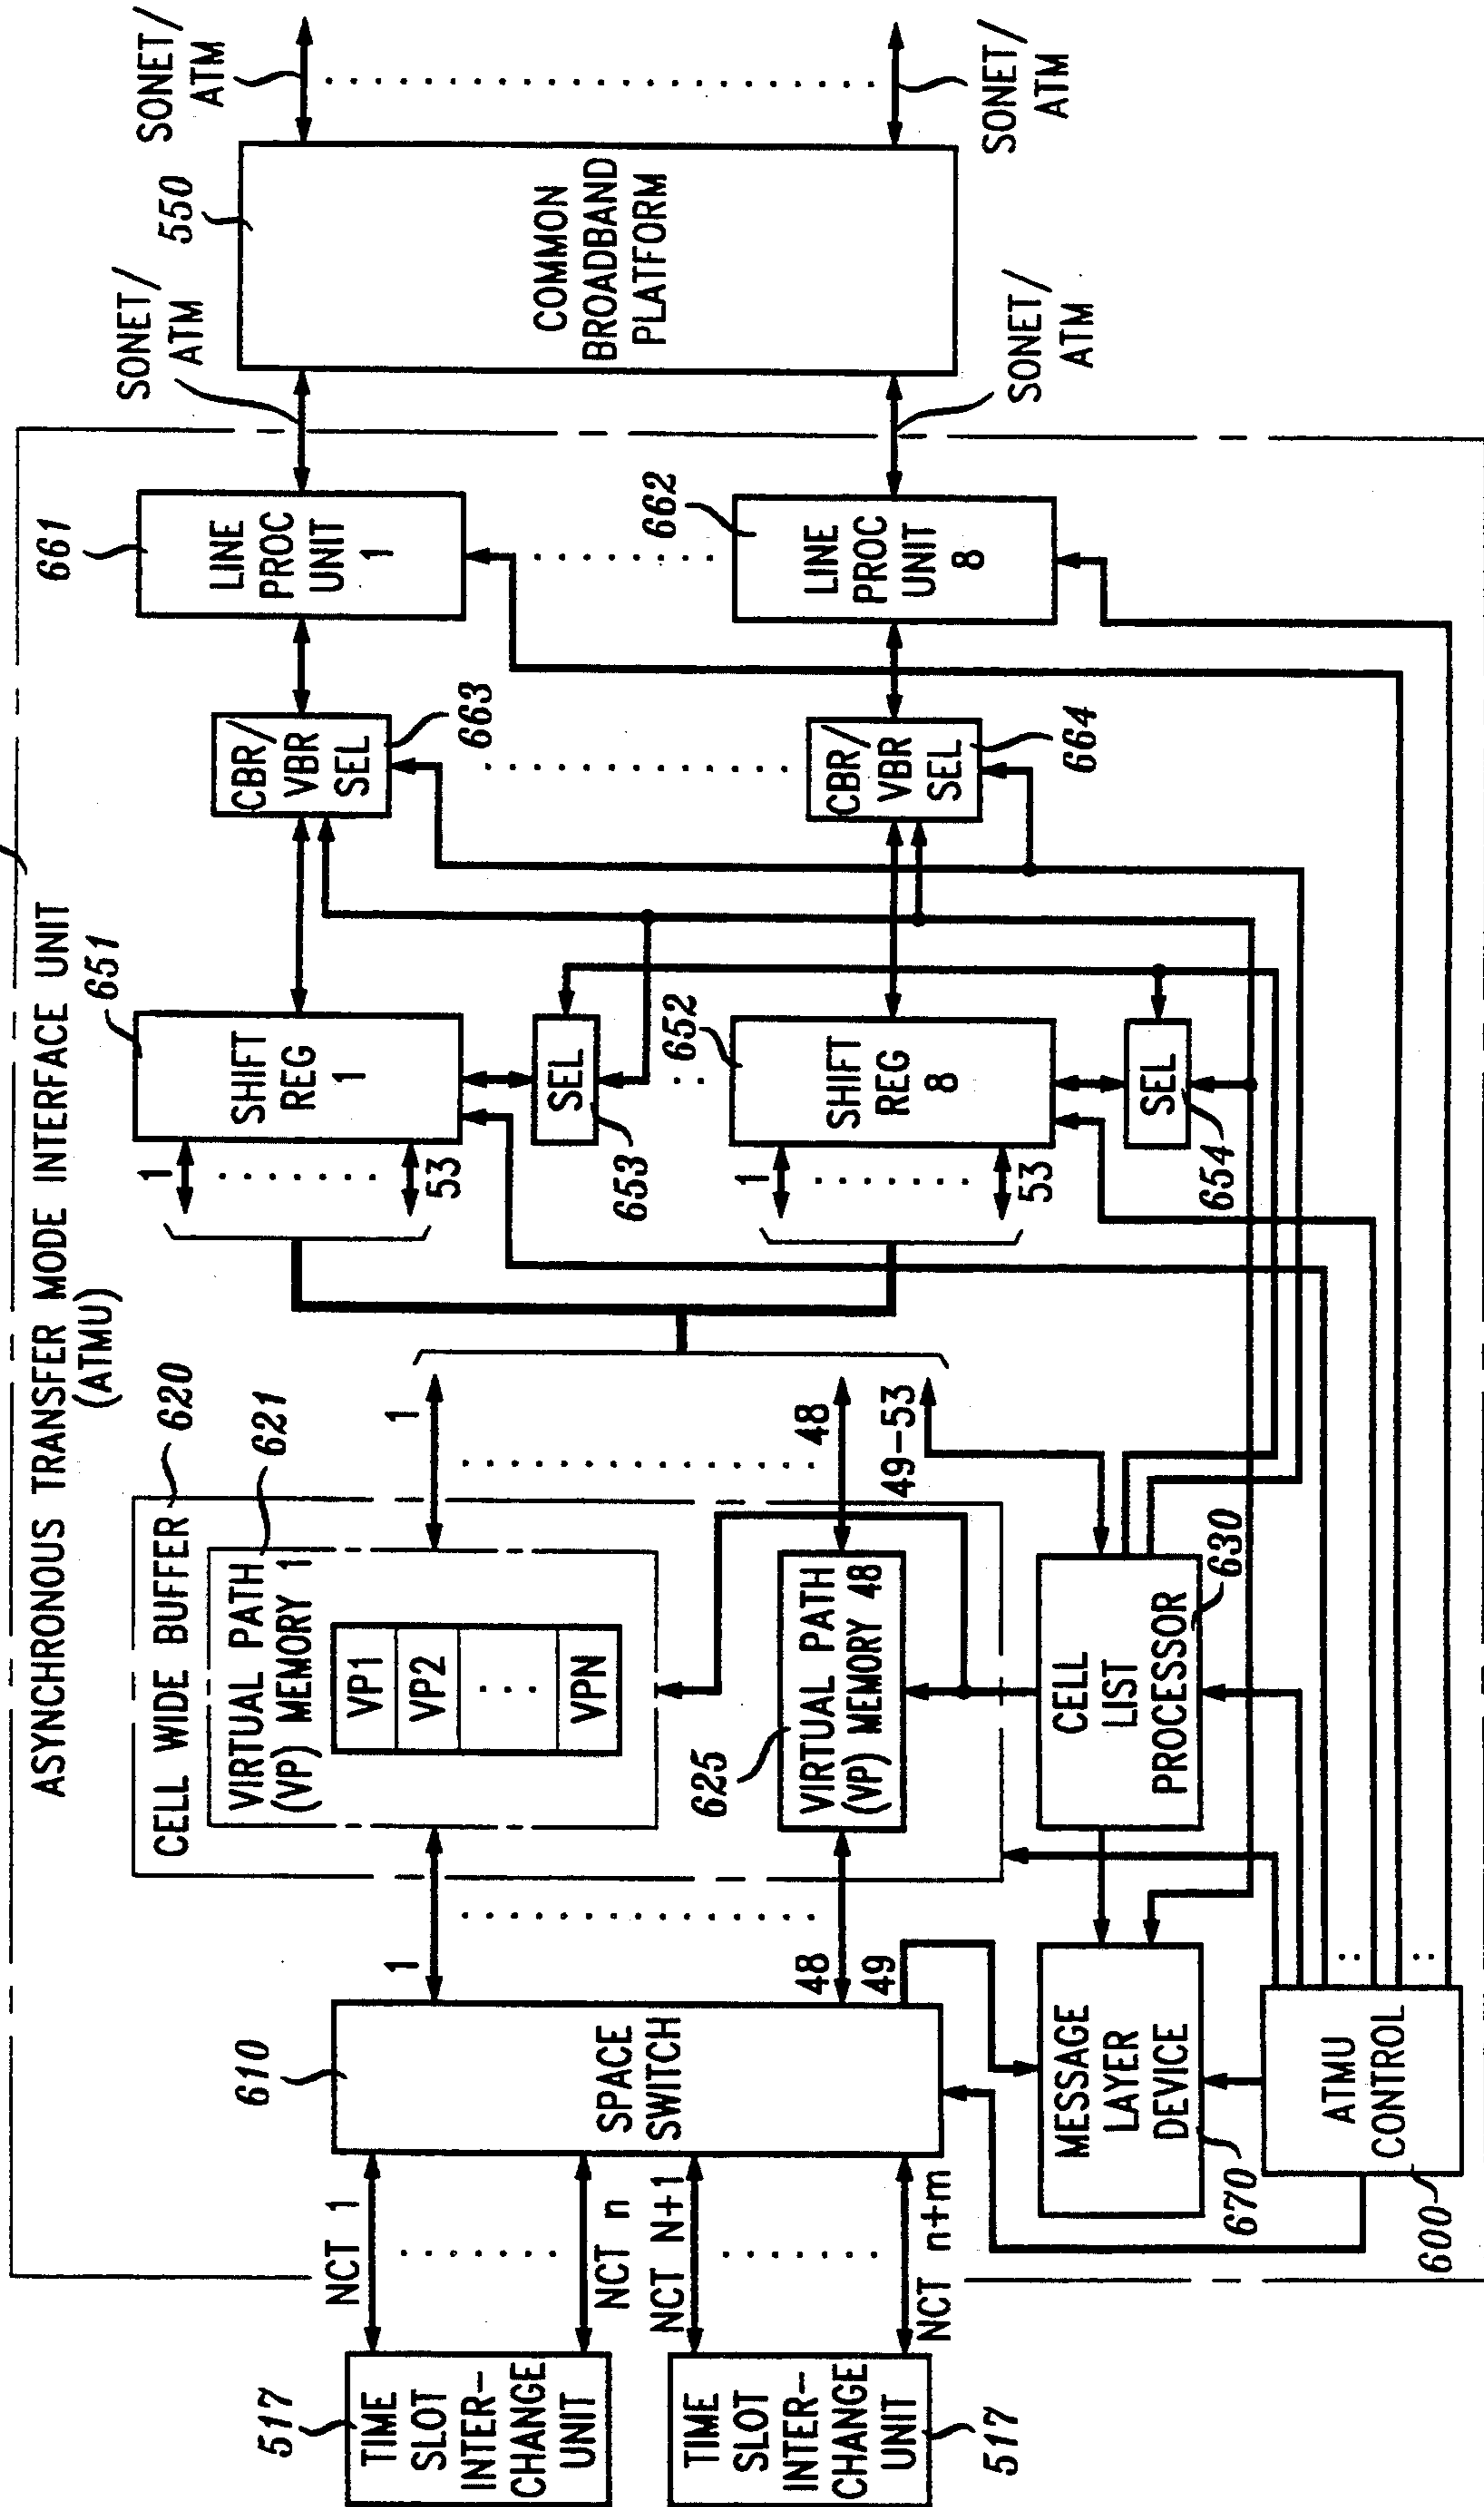 ASYNCHRONOUS TRANSFER MODE INTERFACE UNIT
(ATMU)
517
TIME
SLOT
INTER-
CHANGE
UNIT
TIME
SLOT
INTER-
CHANGE
UNIT
517
NCT 1
NCT n
NCT N+1
NCT n+m
610
SPACE
SWITCH
1
48
49
MESSAGE
LAYER
DEVICE
670
ATMU
CONTROL
600
CELL WIDE BUFFER
620
VIRTUAL PATH
(VP) MEMORY 1
621
VP1
VP2
VPN
625
VIRTUAL PATH
(VP) MEMORY 48
CELL
LIST
PROCESSOR
630
1
48
49-53
651
SHIFT
REG
1
1
53
SEL
653
652
SHIFT
REG
8
1
53
SEL
654
CBR/
VBR
SEL
663
CBR/
VBR
SEL
664
661
LINE
PROC
UNIT
1
662
LINE
PROC
UNIT
8
SONET/
ATM
SONET/
ATM
550
COMMON
BROADBAND
PLATFORM
SONET/
ATM
SONET/
ATM